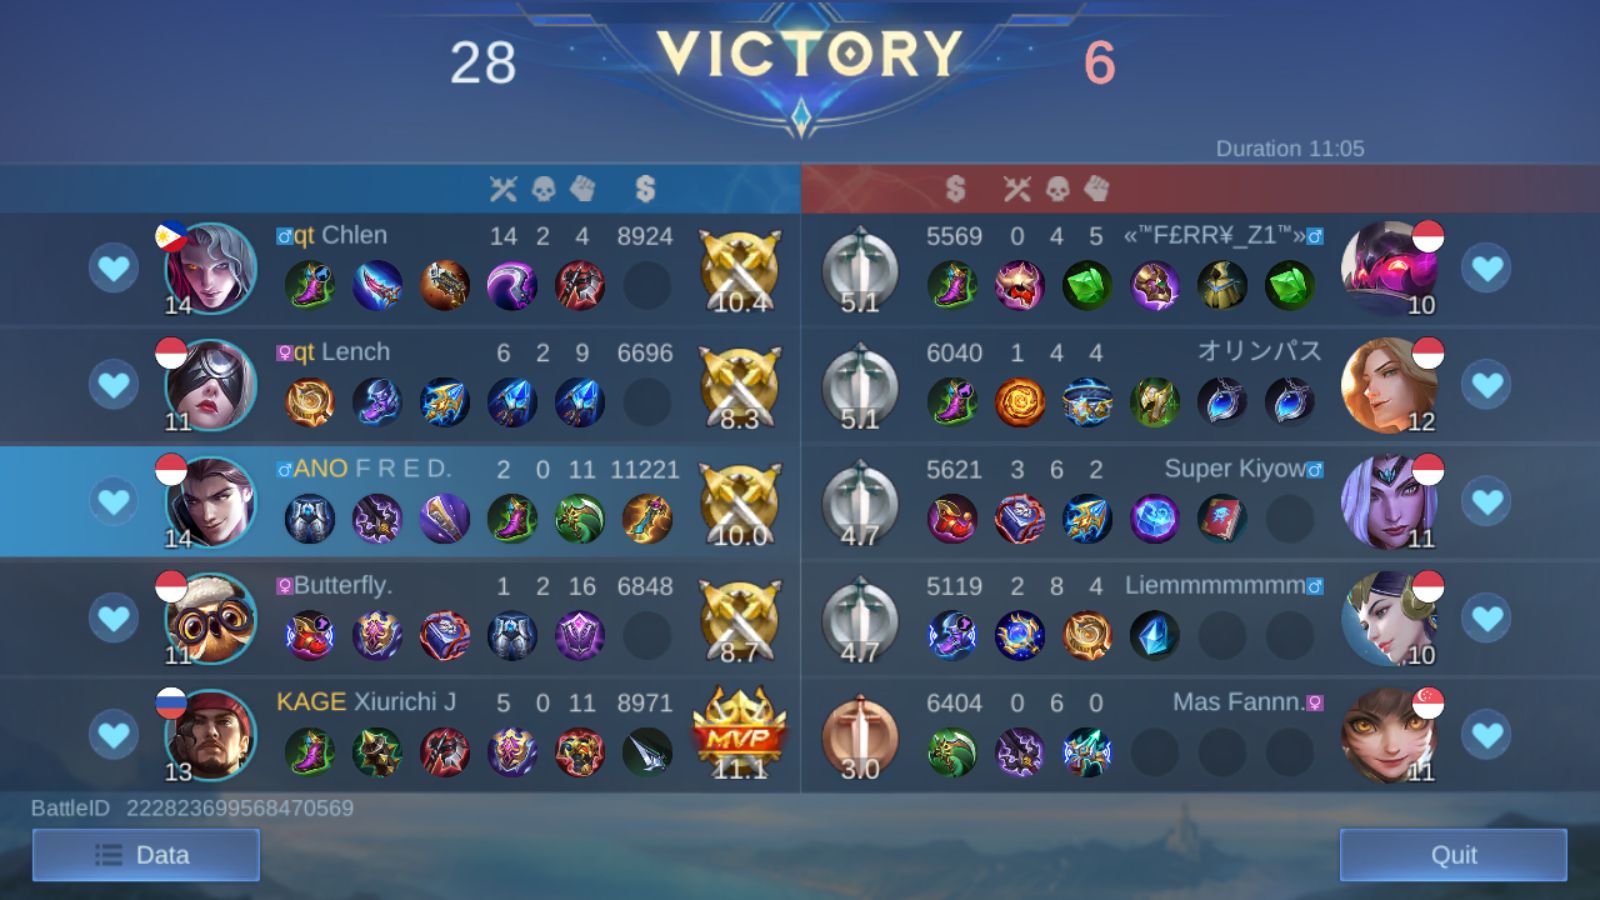 28 VICTORY 6
Duration 11:05
14 qt Chlen 14 2 4 8924 10.4
5.1 5569 0 4 5 «™F£RR¥_Z1™» 10
11 qt Lench 6 2 9 6696 8.3
5.1 6040 1 4 4 オリンパス 12
14 ANO F R E D. 2 0 11 11221 10.0
4.7 5621 3 6 2 Super Kiyow 11
11 Butterfly. 1 2 16 6848 8.7
4.7 5119 2 8 4 Liemmmmmmm 10
13 KAGE Xiurichi J 5 0 11 8971 MVP 11.1
3.0 6404 0 6 0 Mas Fannn. 11
BattleID 222823699568470569
Data
Quit